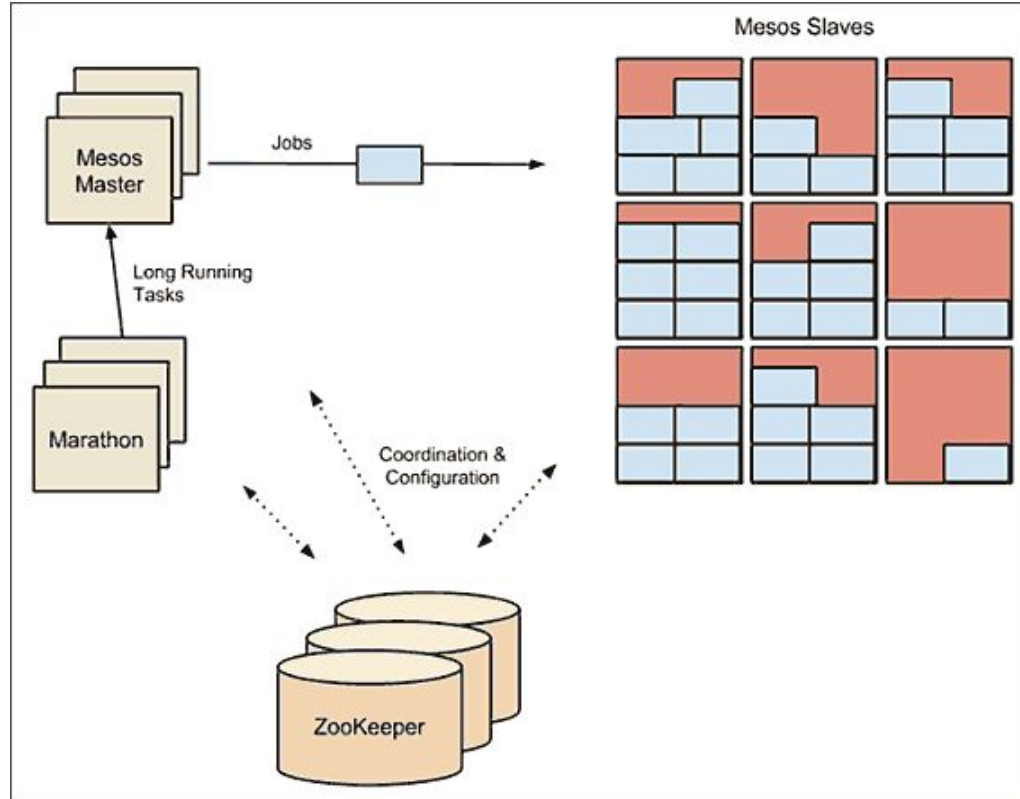 Mesos Slaves
Mesos
Master
Jobs
Long Running
Tasks
Marathon
Coordination &
Configuration
ZooKeeper